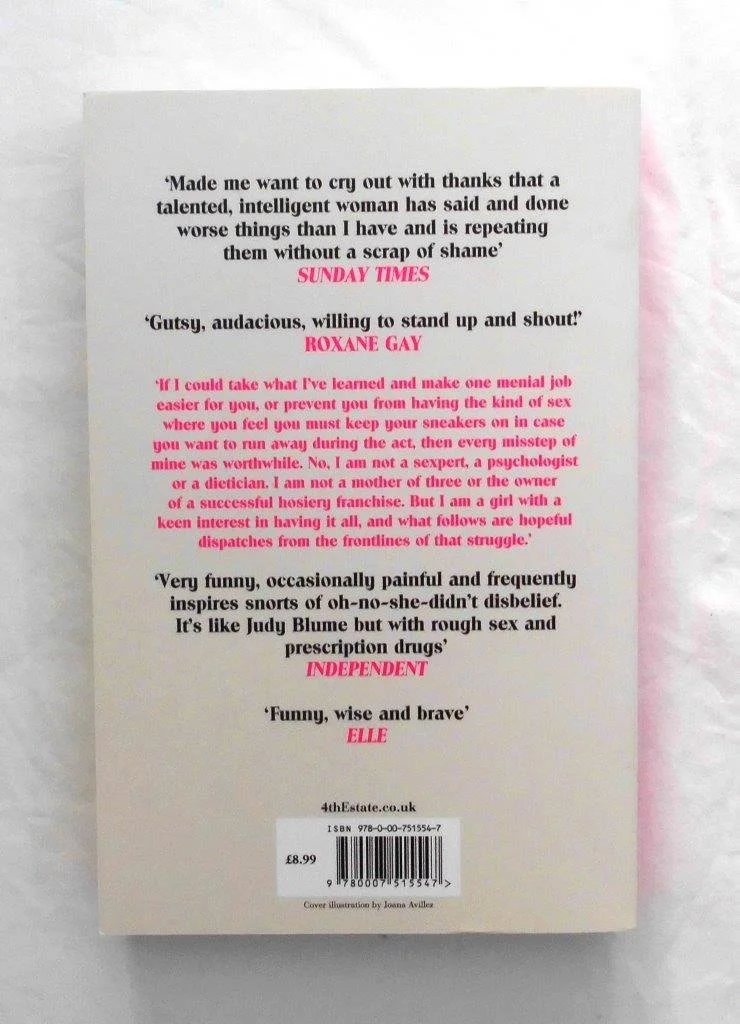 ‘Made me want to cry out with thanks that a
talented, intelligent woman has said and done
worse things than I have and is repeating
them without a scrap of shame’
SUNDAY TIMES
‘Gutsy, audacious, willing to stand up and shout!’
ROXANE GAY
‘If I could take what I’ve learned and make one menial job
easier for you, or prevent you from having the kind of sex
where you feel you must keep your sneakers on in case
you want to run away during the act, then every misstep of
mine was worthwhile. No, I am not a sexpert, a psychologist
or a dietician. I am not a mother of three or the owner
of a successful hosiery franchise. But I am a girl with a
keen interest in having it all, and what follows are hopeful
dispatches from the frontlines of that struggle.’
‘Very funny, occasionally painful and frequently
inspires snorts of oh-no-she-didn’t disbelief.
It’s like Judy Blume but with rough sex and
prescription drugs’
INDEPENDENT
‘Funny, wise and brave’
ELLE
4thEstate.co.uk
ISBN 978-0-00-751554-7
£8.99
9 780007 515547 >
Cover illustration by Joana Avillez